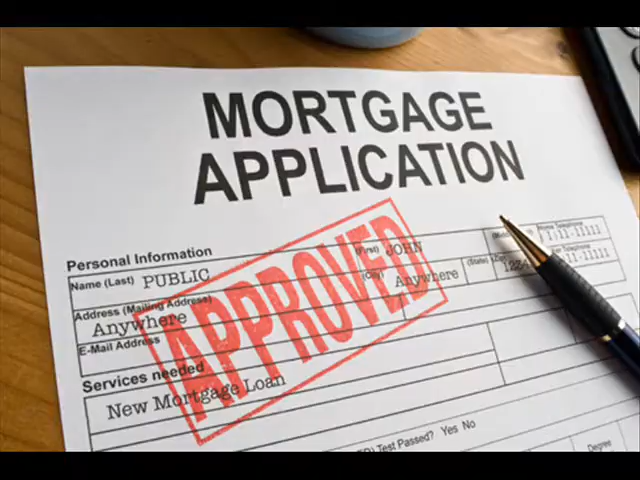 MORTGAGE
APPLICATION
Personal Information
Name (Last) PUBLIC (First) JOHN
Address (Mailing Address) (City) Anywhere (State)
Anywhere
E-Mail Address
APPROVED
Services needed
New Mortgage Loan
Test Passed? Yes No
Degree